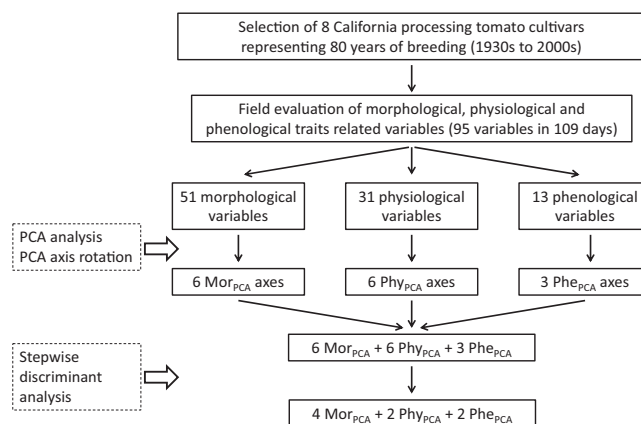 Selection of 8 California processing tomato cultivars
representing 80 years of breeding (1930s to 2000s)
Field evaluation of morphological, physiological and
phenological traits related variables (95 variables in 109 days)
51 morphological
variables
31 physiological
variables
13 phenological
variables
PCA analysis
PCA axis rotation
6 MorPCA axes
6 PhyPCA axes
3 PhePCA axes
6 MorPCA + 6 PhyPCA + 3 PhePCA
Stepwise
discriminant
analysis
4 MorPCA + 2 PhyPCA + 2 PhePCA